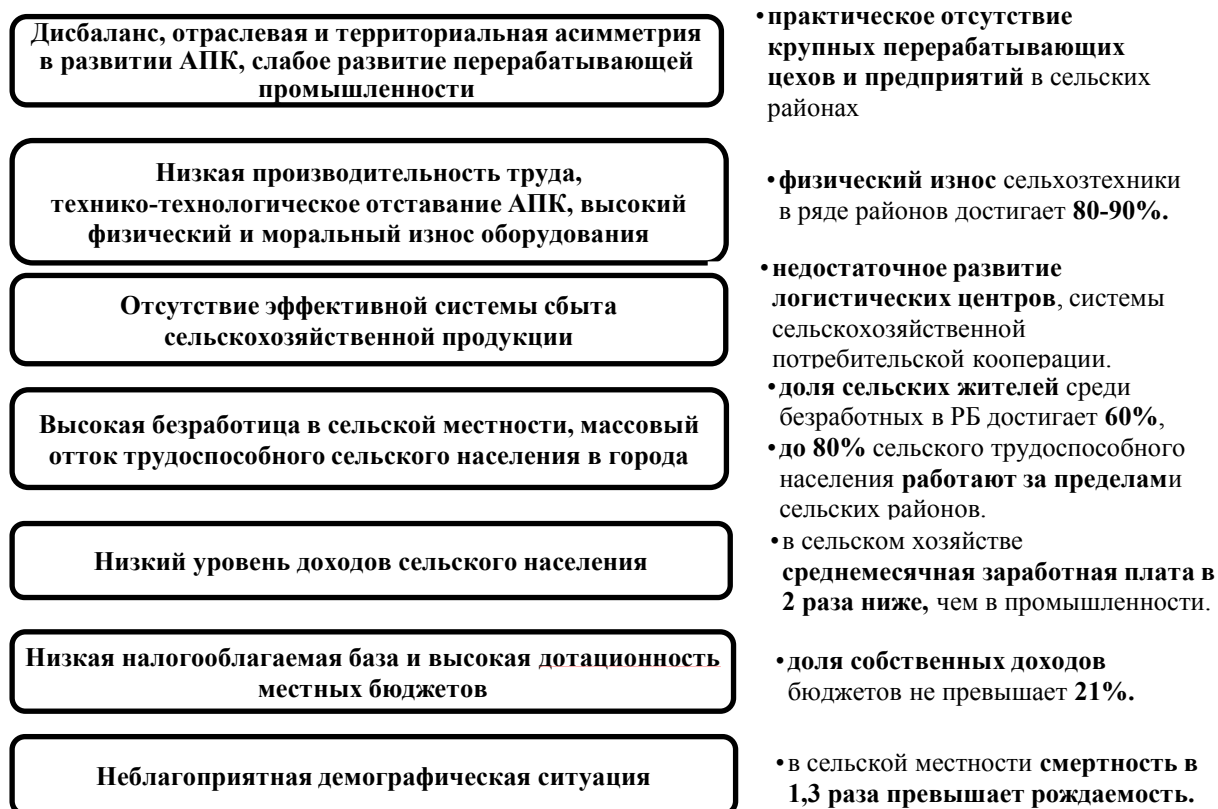 Дисбаланс, отраслевая и территориальная асимметрия
в развитии АПК, слабое развитие перерабатывающей
промышленности
•практическое отсутствие
крупных перерабатывающих
цехов и предприятий в сельских
районах
Низкая производительность труда,
технико-технологическое отставание АПК, высокий
физический и моральный износ оборудования
•физический износ сельхозтехники
в ряде районов достигает 80-90%.
Отсутствие эффективной системы сбыта
сельскохозяйственной продукции
•недостаточное развитие
логистических центров, системы
сельскохозяйственной
потребительской кооперации.
Высокая безработица в сельской местности, массовый
отток трудоспособного сельского населения в города
•доля сельских жителей среди
безработных в РБ достигает 60%,
•до 80% сельского трудоспособного
населения работают за пределами
сельских районов.
Низкий уровень доходов сельского населения
•в сельском хозяйстве
среднемесячная заработная плата в
2 раза ниже, чем в промышленности.
Низкая налогооблагаемая база и высокая дотационность
местных бюджетов
•доля собственных доходов
бюджетов не превышает 21%.
Неблагоприятная демографическая ситуация
•в сельской местности смертность в
1,3 раза превышает рождаемость.